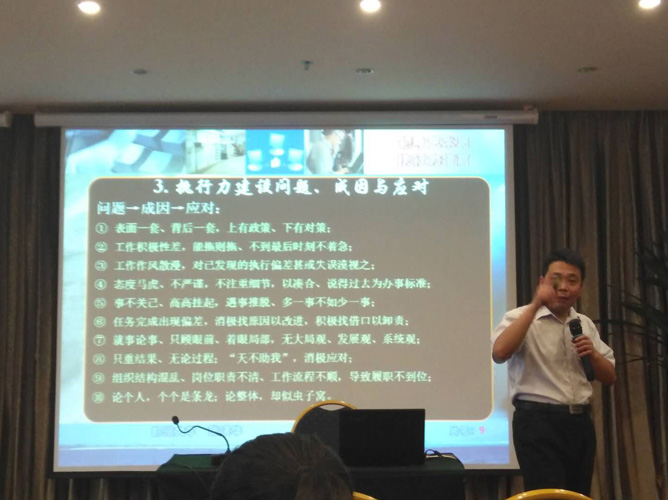 3. 执行力建设问题、成因与应对
问题→成因→应对：
① 表面一套、背后一套，上有政策、下有对策；
② 工作积极性差，能拖则拖、不到最后时刻不着急；
③ 工作作风散漫，对已发现的执行偏差甚或失误漠视之；
④ 态度马虎、不严谨，不注重细节，以凑合、说得过去为办事标准；
⑤ 事不关己、高高挂起，遇事推脱、多一事不如少一事；
⑥ 任务完成出现偏差，消极找原因以改进，积极找借口以卸责；
⑦ 就事论事、只顾眼前、着眼局部，无大局观、发展观、系统观；
⑧ 只重结果、无论过程；“天不助我”，消极应对；
⑨ 组织结构混乱、岗位职责不清、工作流程不顺，导致履职不到位；
⑩ 论个人，个个是条龙；论整体，却似虫子窝。
9